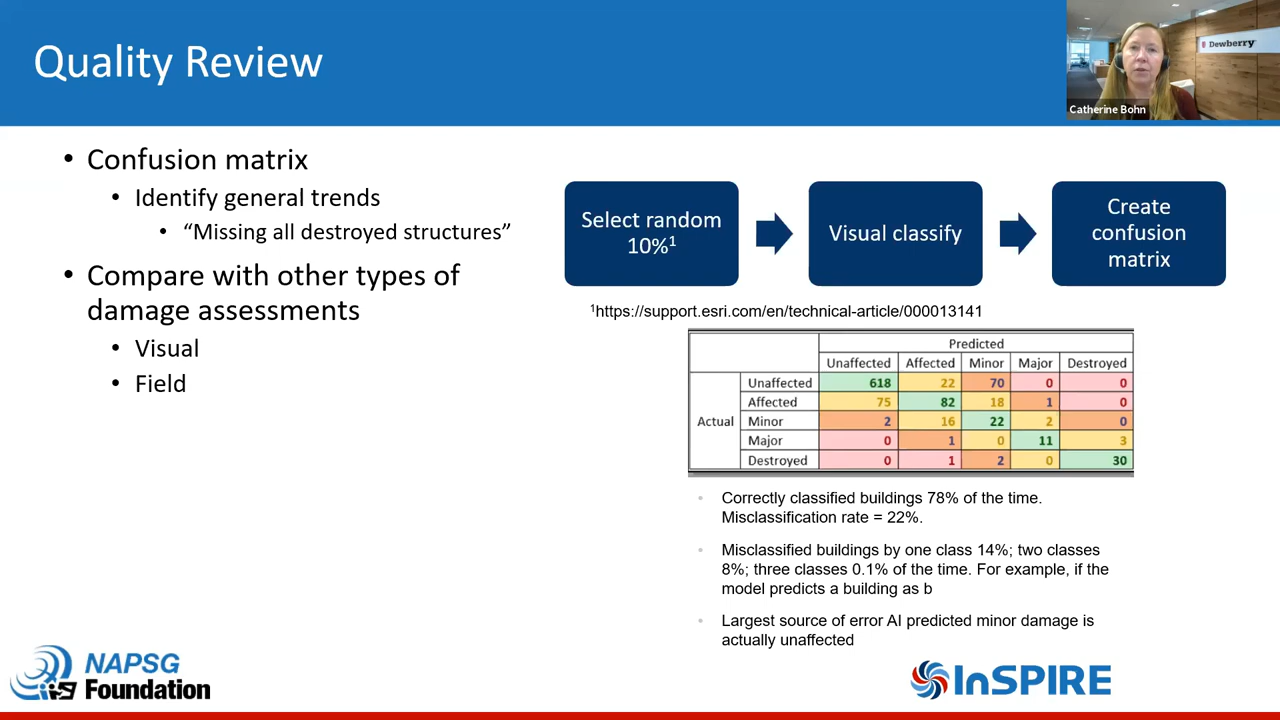 Quality Review
Dewberry
Catherine Bohn
• Confusion matrix
• Identify general trends
• “Missing all destroyed structures”
• Compare with other types of
damage assessments
• Visual
• Field
Select random
10%¹
Visual classify
Create
confusion
matrix
¹https://support.esri.com/en/technical-article/000013141
Predicted
Unaffected Affected Minor Major Destroyed
Actual
Unaffected 618 22 70 0 0
Affected 75 82 18 1 0
Minor 2 16 22 2 0
Major 0 1 0 11 3
Destroyed 0 1 2 0 30
• Correctly classified buildings 78% of the time.
Misclassification rate = 22%.
• Misclassified buildings by one class 14%; two classes
8%; three classes 0.1% of the time. For example, if the
model predicts a building as b
• Largest source of error AI predicted minor damage is
actually unaffected
NAPSG
Foundation
InSPIRE